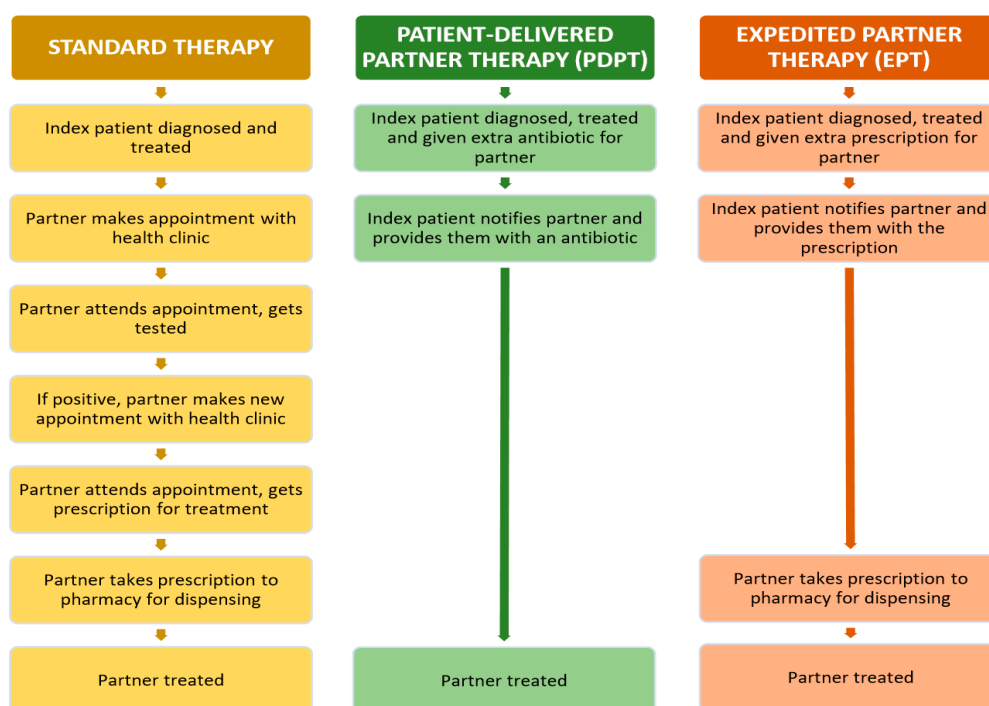 STANDARD THERAPY
Index patient diagnosed and
treated
Partner makes appointment with
health clinic
Partner attends appointment, gets
tested
If positive, partner makes new
appointment with health clinic
Partner attends appointment, gets
prescription for treatment
Partner takes prescription to
pharmacy for dispensing
Partner treated
PATIENT-DELIVERED
PARTNER THERAPY (PDPT)
Index patient diagnosed, treated
and given extra antibiotic for
partner
Index patient notifies partner and
provides them with an antibiotic
Partner treated
EXPEDITED PARTNER
THERAPY (EPT)
Index patient diagnosed, treated
and given extra prescription for
partner
Index patient notifies partner and
provides them with the
prescription
Partner takes prescription to
pharmacy for dispensing
Partner treated